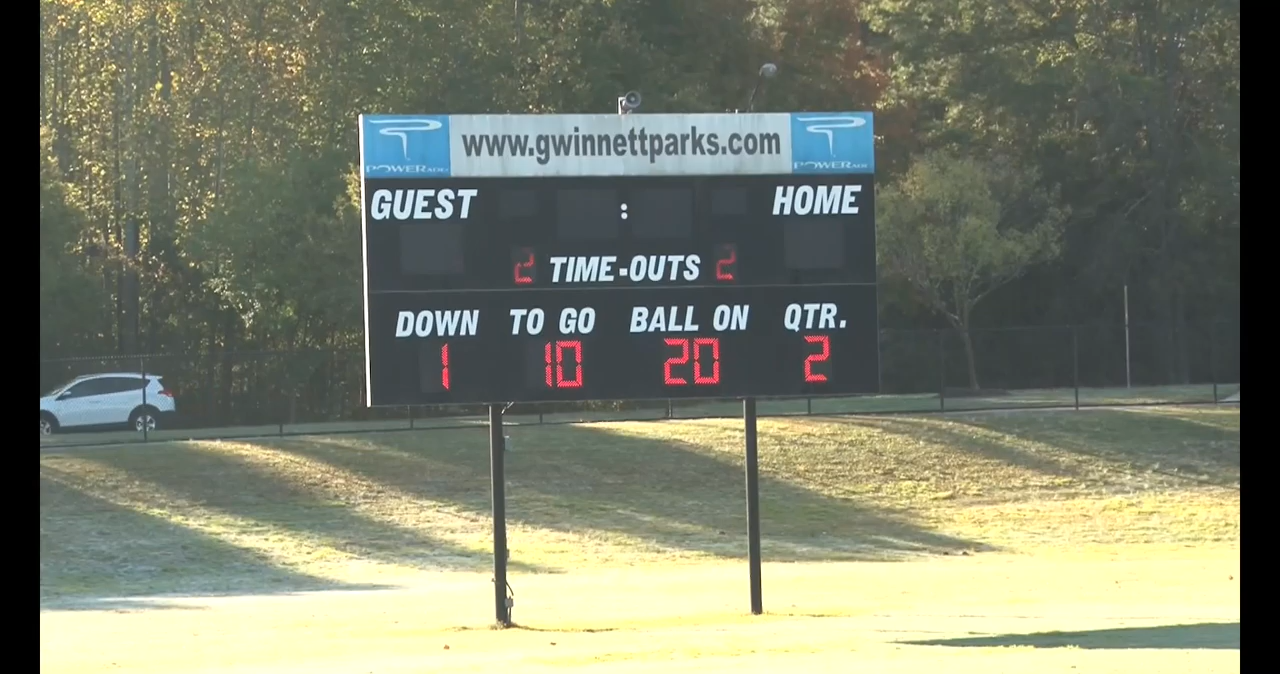 www.gwinnettparks.com
GUEST : HOME
2 TIME-OUTS 2
DOWN TO GO BALL ON QTR.
1 10 20 2